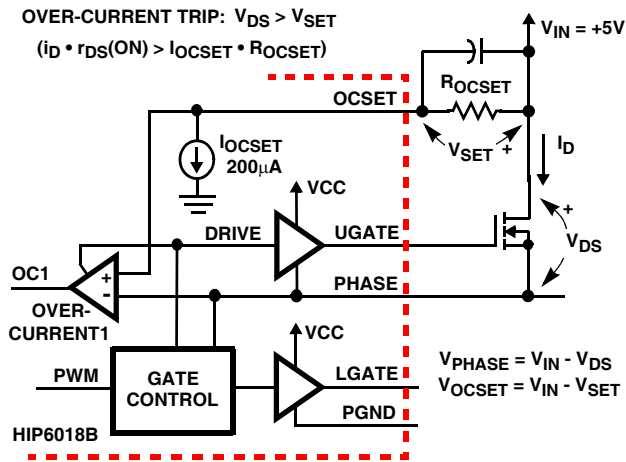 OVER-CURRENT TRIP: V_DS > V_SET
(i_D • r_DS(ON) > I_OCSET • R_OCSET)
V_IN = +5V
OCSET
R_OCSET
I_OCSET
200µA
V_SET +
I_D
VCC
DRIVE
UGATE
+
V_DS
-
OC1
+
-
PHASE
OVER-
CURRENT1
VCC
PWM
GATE
CONTROL
LGATE
PGND
V_PHASE = V_IN - V_DS
V_OCSET = V_IN - V_SET
HIP6018B